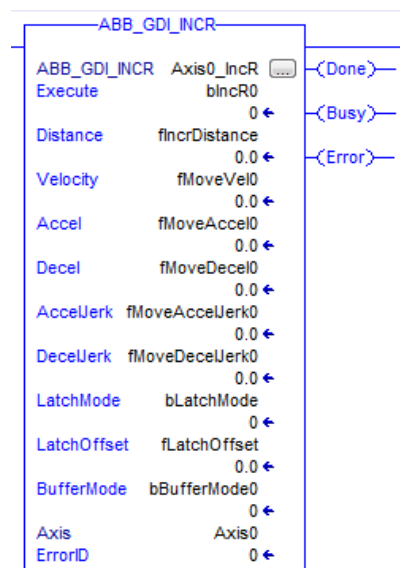 ABB_GDI_INCR
ABB_GDI_INCR Axis0_IncR ... (Done)
Execute bIncR0
0 (Busy)
Distance fIncrDistance
0.0 (Error)
Velocity fMoveVel0
0.0
Accel fMoveAccel0
0.0
Decel fMoveDecel0
0.0
AccelJerk fMoveAccelJerk0
0.0
DecelJerk fMoveDecelJerk0
0.0
LatchMode bLatchMode
0
LatchOffset fLatchOffset
0.0
BufferMode bBufferMode0
0
Axis Axis0
ErrorID 0